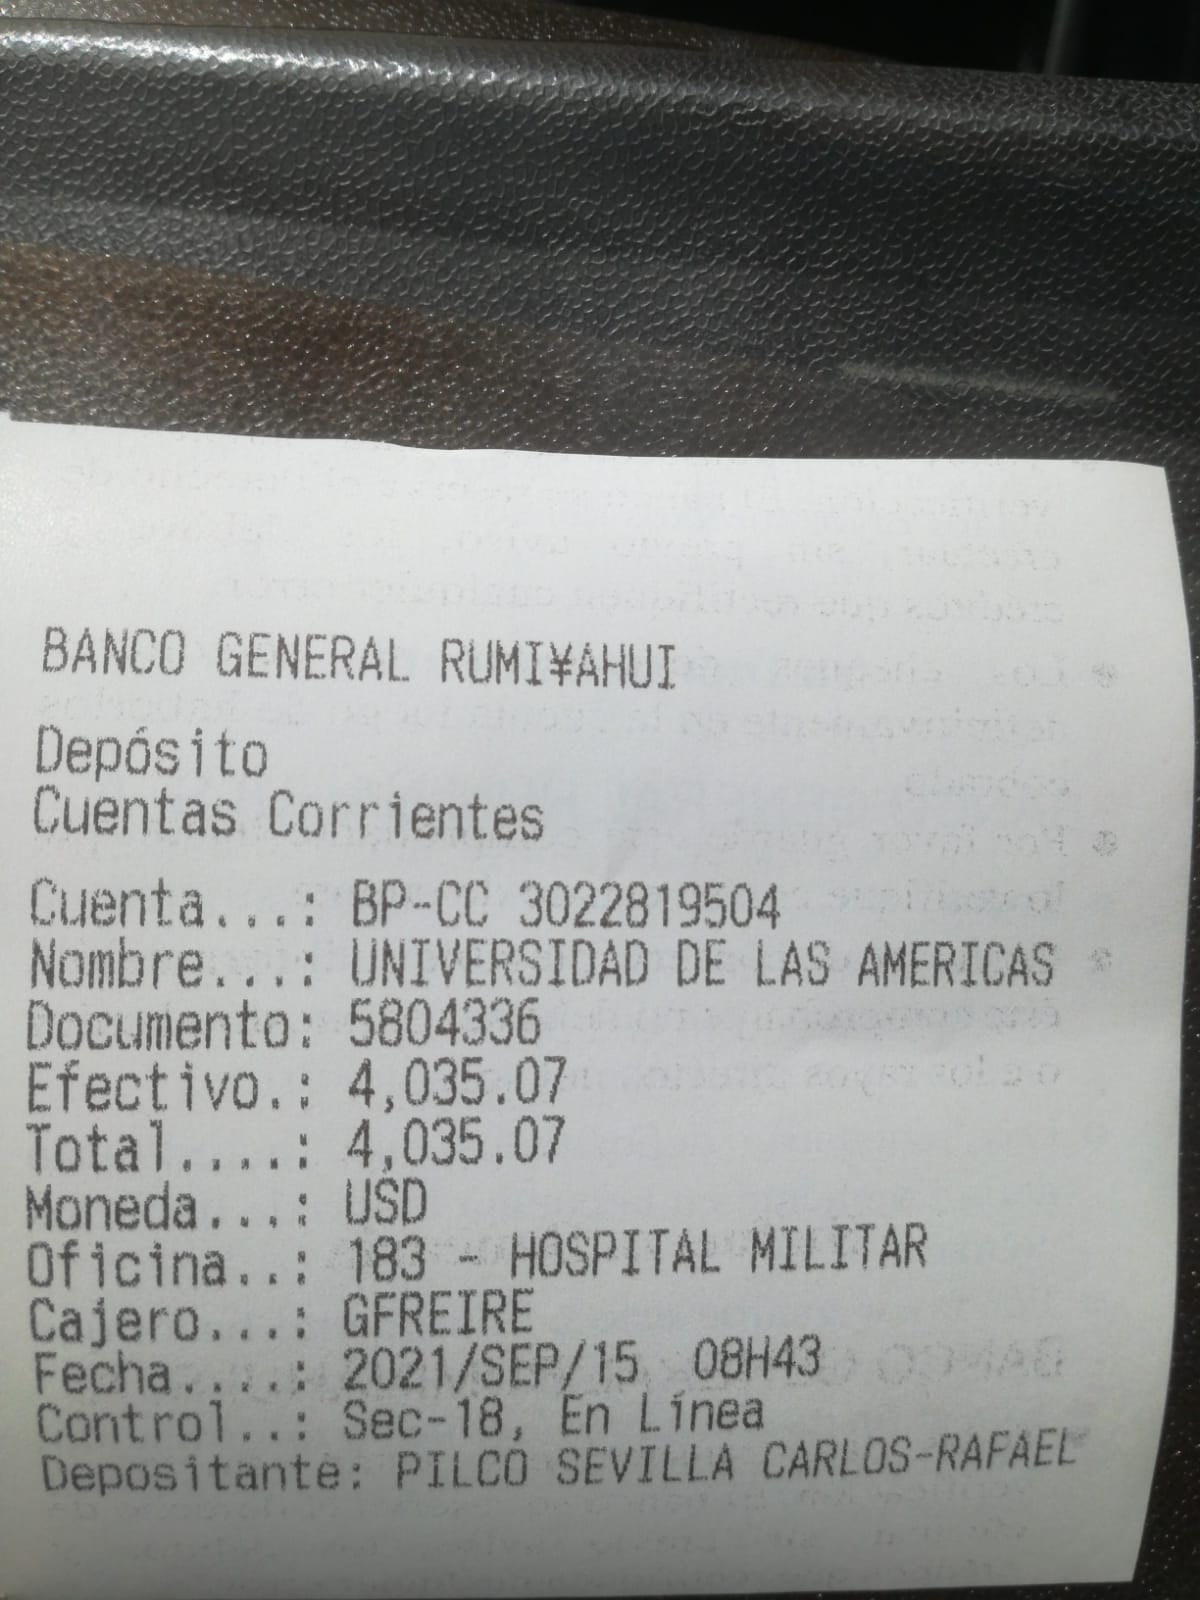 BANCO GENERAL RUMI¥AHUI
Depósito
Cuentas Corrientes
Cuenta...: BP-CC 3022819504
Nombre...: UNIVERSIDAD DE LAS AMERICAS
Documento: 5804336
Efectivo.: 4,035.07
Total....: 4,035.07
Moneda...: USD
Oficina..: 183 - HOSPITAL MILITAR
Cajero...: GFREIRE
Fecha....: 2021/SEP/15 08H43
Control..: Sec-18, En Línea
Depositante: PILCO SEVILLA CARLOS-RAFAEL